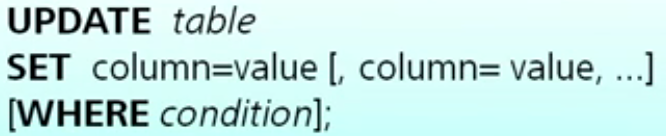 UPDATE table
SET column=value [, column= value, ...]
[WHERE condition];